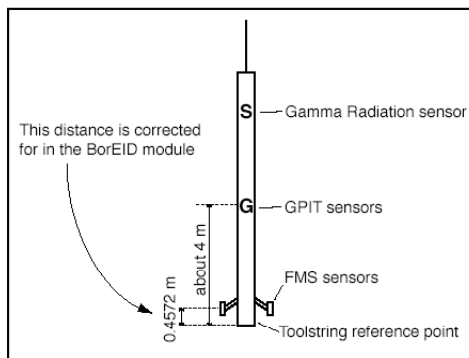 S
Gamma Radiation sensor
This distance is corrected
for in the BorEID module
G
GPIT sensors
about 4 m
FMS sensors
0.4572 m
Toolstring reference point